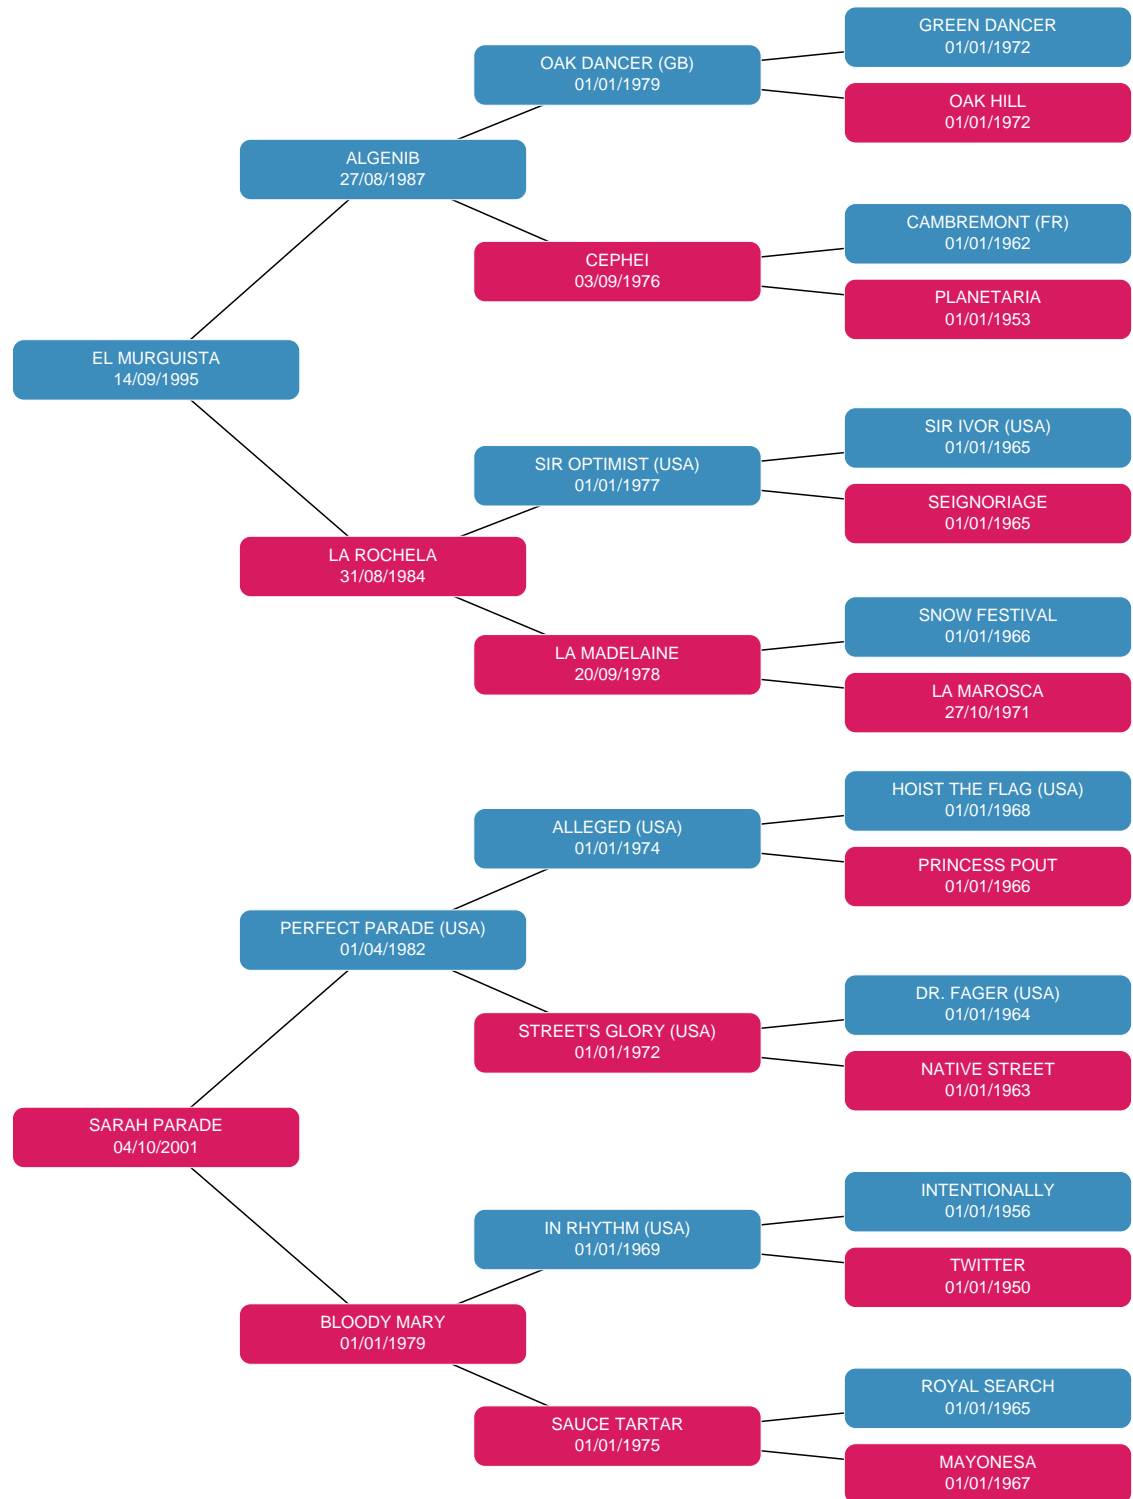 GREEN DANCER
01/01/1972
OAK DANCER (GB)
01/01/1979
OAK HILL
01/01/1972
ALGENIB
27/08/1987
CAMBREMONT (FR)
01/01/1962
CEPHEI
03/09/1976
PLANETARIA
01/01/1953
EL MURGUISTA
14/09/1995
SIR IVOR (USA)
01/01/1965
SIR OPTIMIST (USA)
01/01/1977
SEIGNORIAGE
01/01/1965
LA ROCHELA
31/08/1984
SNOW FESTIVAL
01/01/1966
LA MADELAINE
20/09/1978
LA MAROSCA
27/10/1971
HOIST THE FLAG (USA)
01/01/1968
ALLEGED (USA)
01/01/1974
PRINCESS POUT
01/01/1966
PERFECT PARADE (USA)
01/04/1982
DR. FAGER (USA)
01/01/1964
STREET'S GLORY (USA)
01/01/1972
NATIVE STREET
01/01/1963
SARAH PARADE
04/10/2001
INTENTIONALLY
01/01/1956
IN RHYTHM (USA)
01/01/1969
TWITTER
01/01/1950
BLOODY MARY
01/01/1979
ROYAL SEARCH
01/01/1965
SAUCE TARTAR
01/01/1975
MAYONESA
01/01/1967